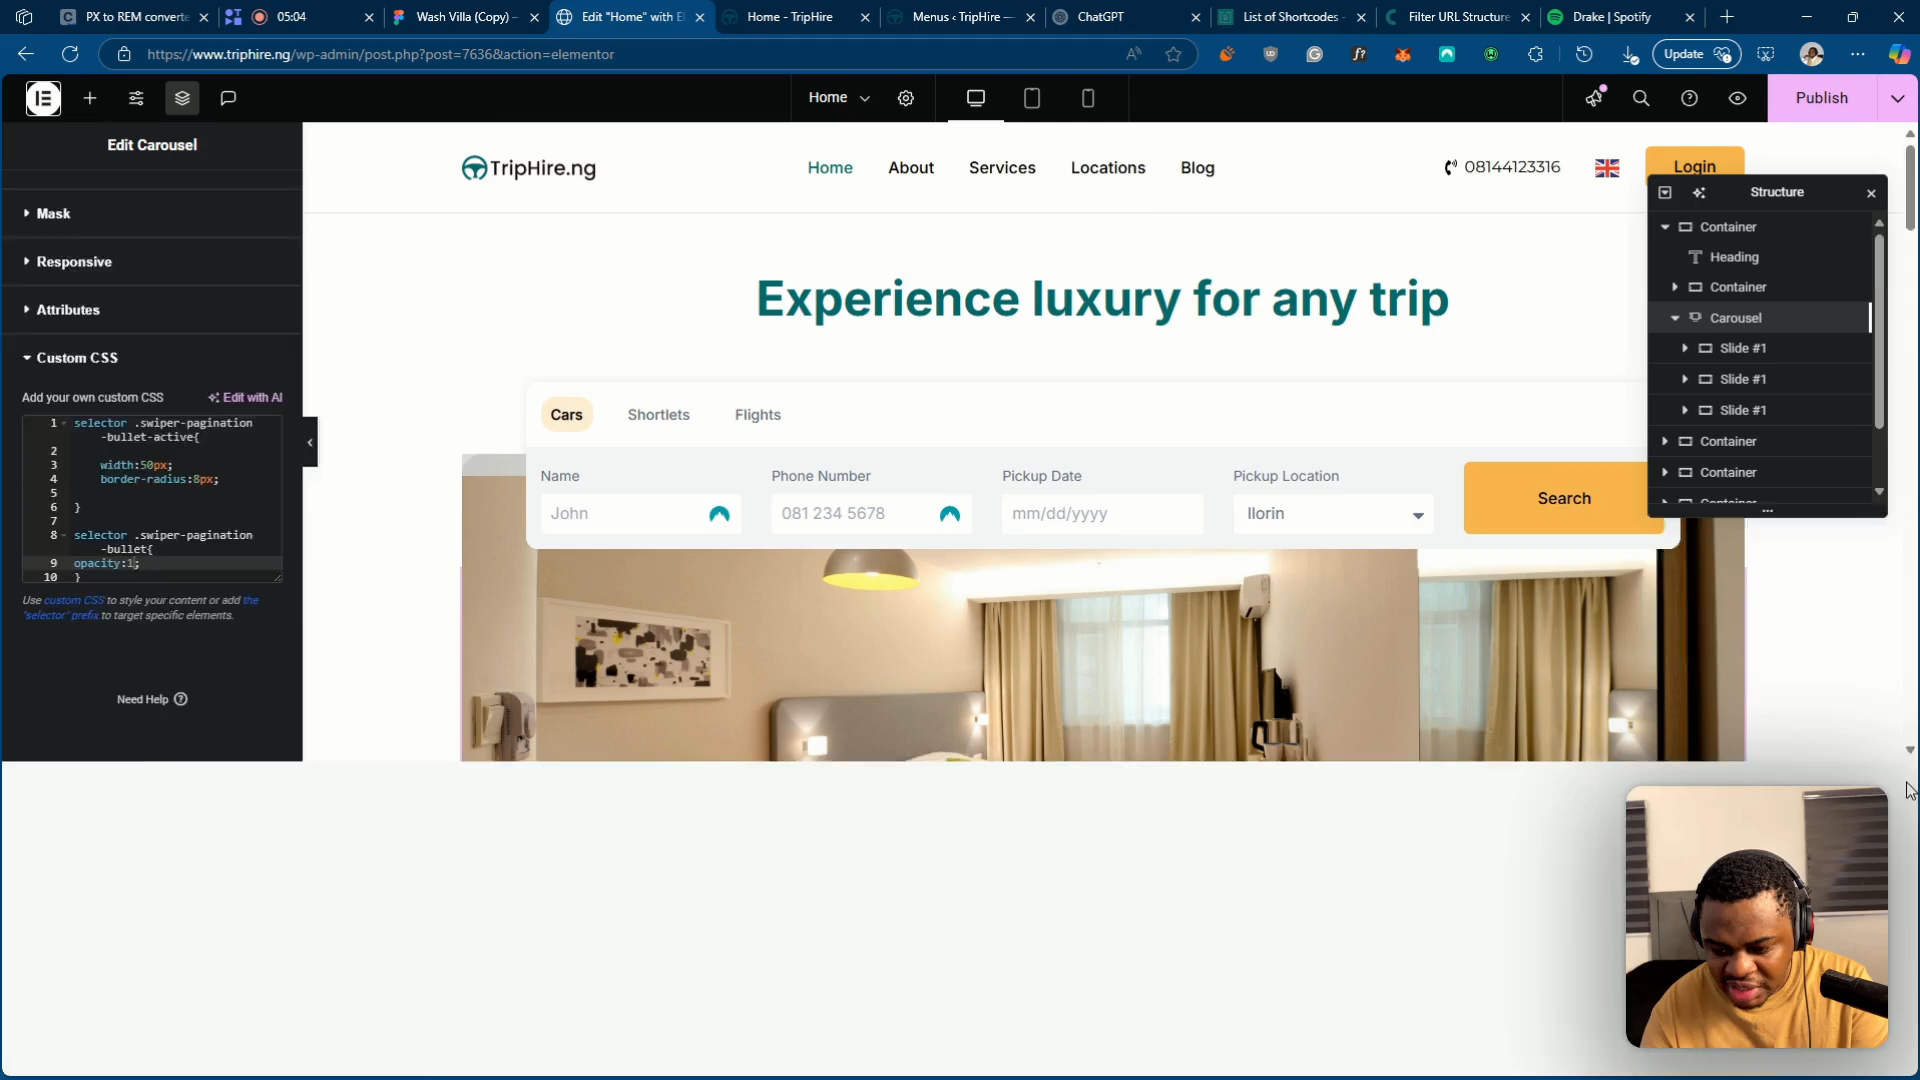 PX to REM converte
05:04
Wash Villa (Copy) –
Edit "Home" with El
Home - TripHire
Menus ‹ TripHire —
ChatGPT
List of Shortcodes -
Filter URL Structure
Drake | Spotify
https://www.triphire.ng/wp-admin/post.php?post=7636&action=elementor
Update
Home
Publish
Edit Carousel
Mask
Responsive
Attributes
Custom CSS
Add your own custom CSS
Edit with AI
1 selector .swiper-pagination
-bullet-active{
2
3 width:50px;
4 border-radius:8px;
5
6 }
7
8 selector .swiper-pagination
-bullet{
9 opacity:1;
10 }
Use custom CSS to style your content or add the
"selector" prefix to target specific elements.
Need Help
TripHire.ng
Home
About
Services
Locations
Blog
08144123316
Login
Experience luxury for any trip
Cars
Shortlets
Flights
Name
Phone Number
Pickup Date
Pickup Location
John
081 234 5678
mm/dd/yyyy
Ilorin
Search
Structure
Container
Heading
Container
Carousel
Slide #1
Slide #1
Slide #1
Container
Container
Container